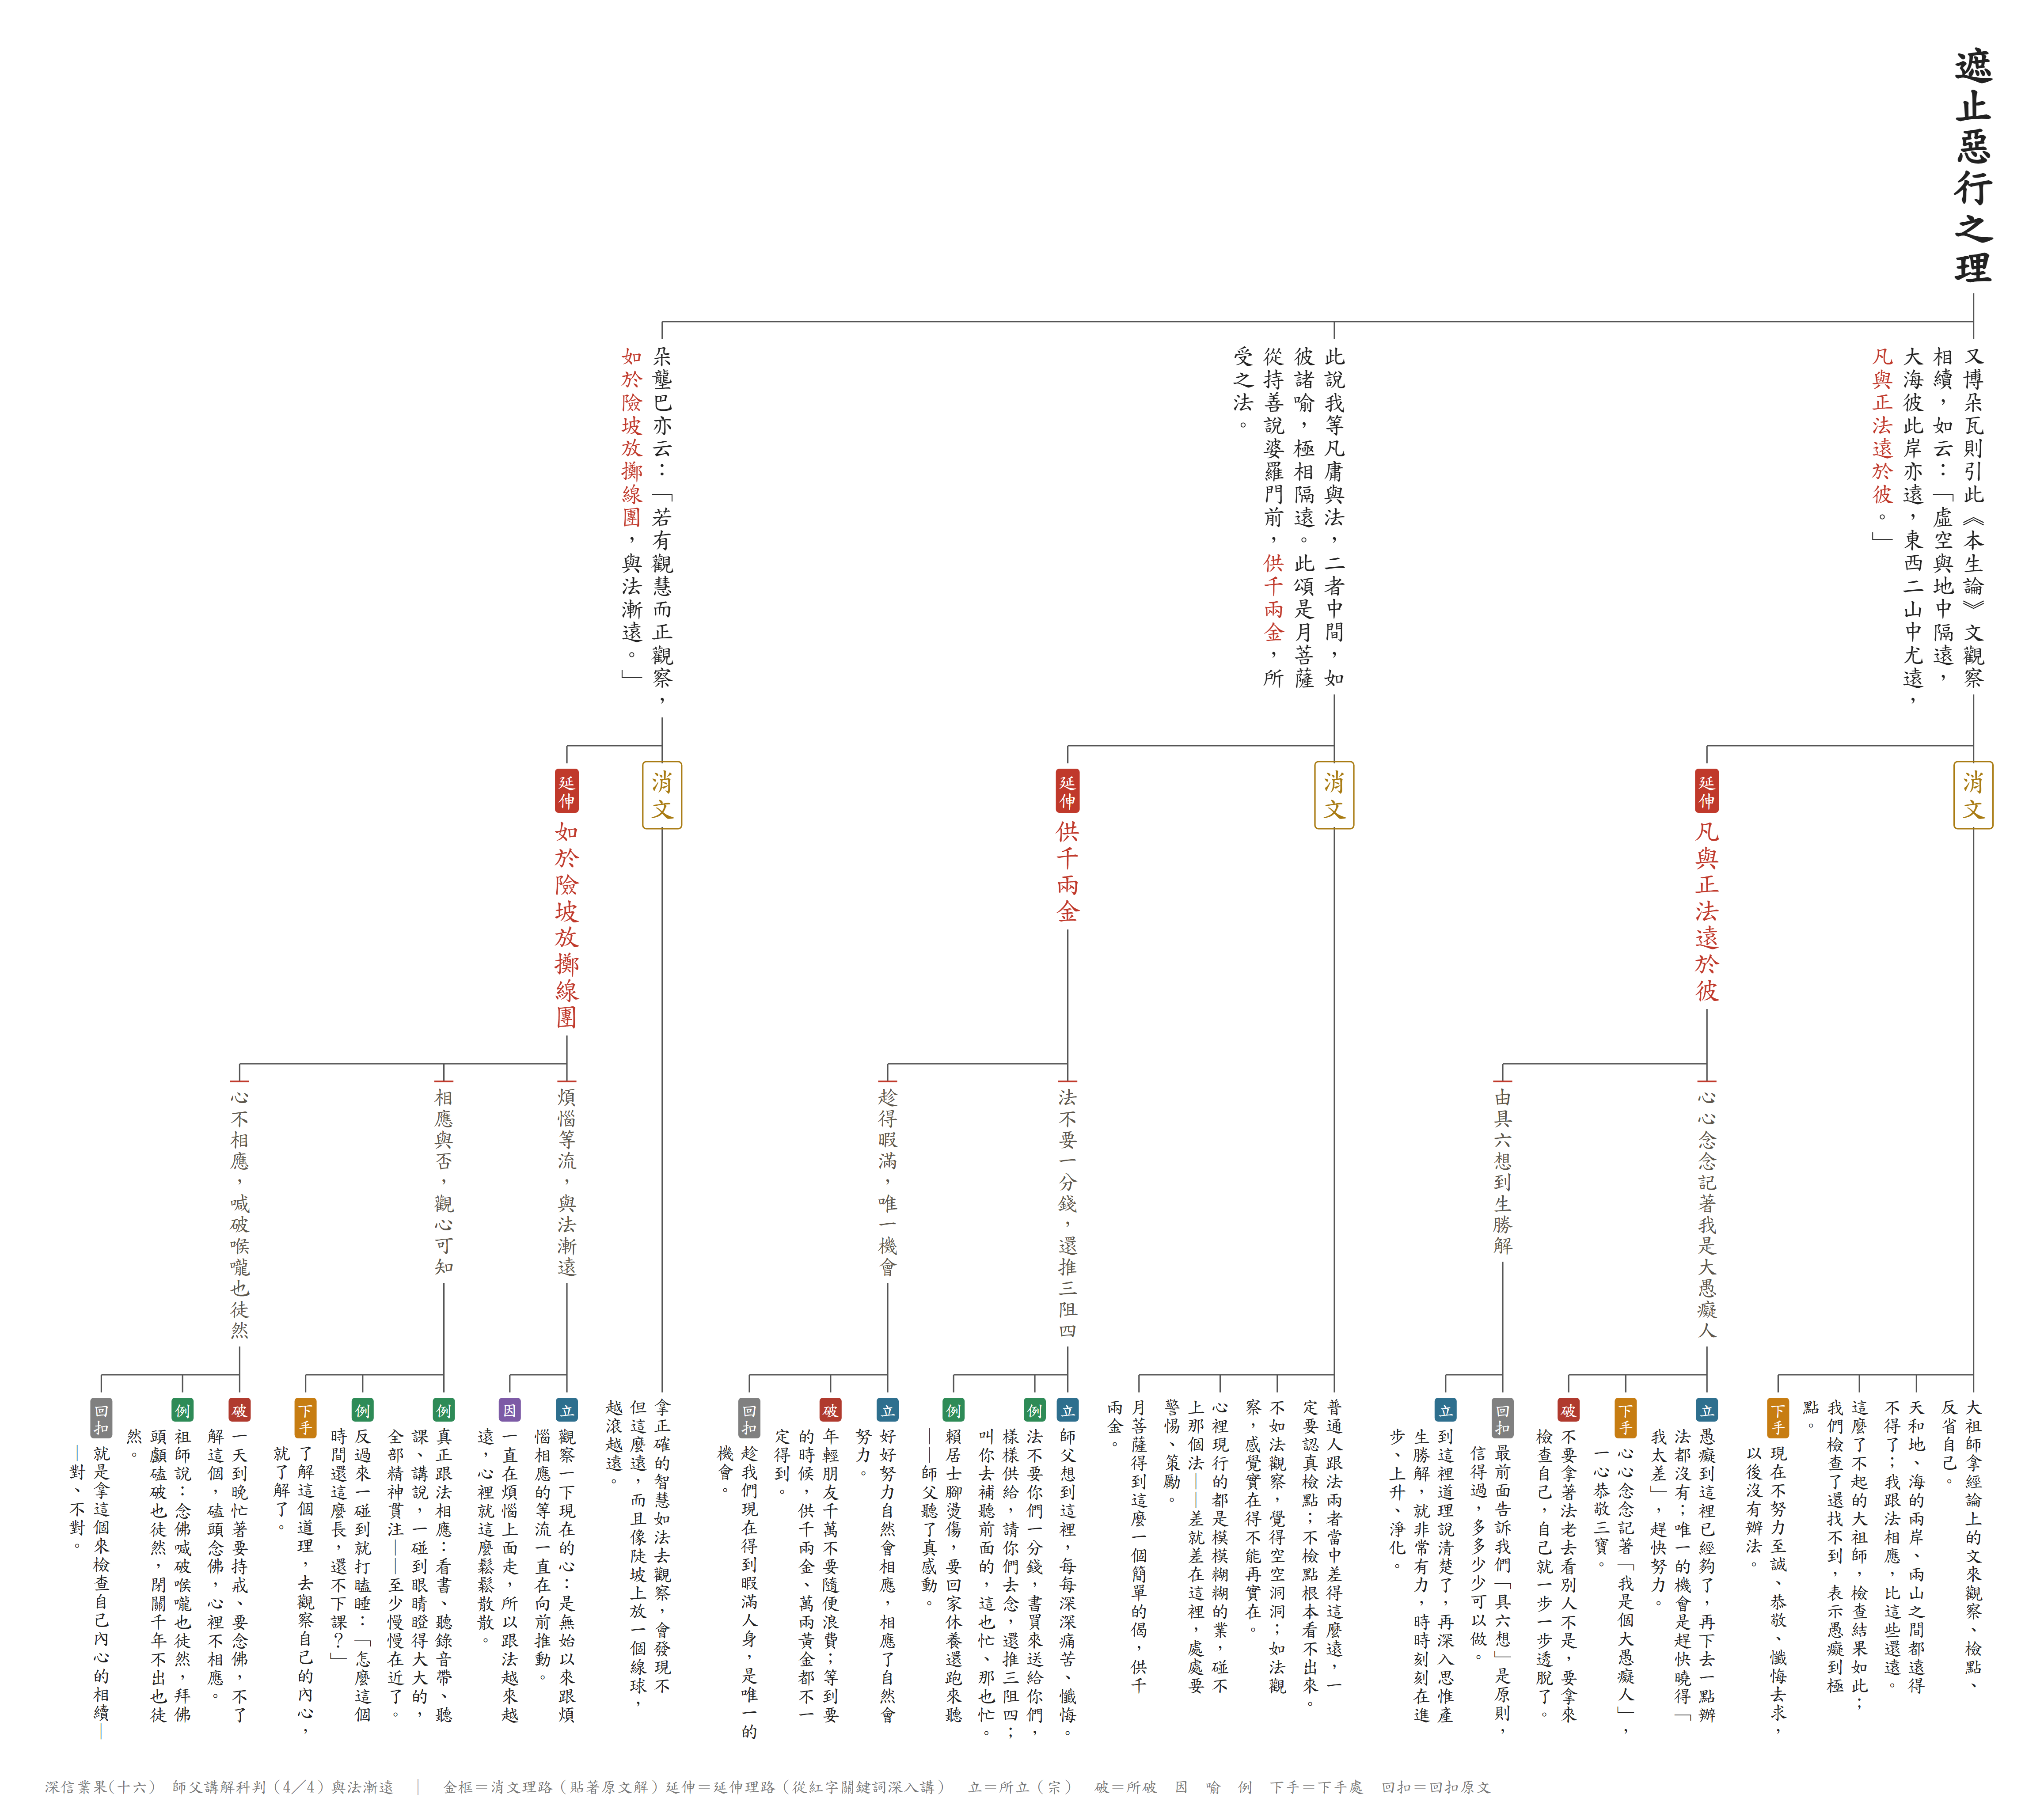 遮止惡行之理
又博朵瓦則引此《本生論》文觀察
相續，如云：「虛空與地中隔遠，
大海彼此岸亦遠，東西二山中尤遠，
凡與正法遠於彼。」
此說我等凡庸與法，二者中間，如
彼諸喻，極相隔遠。此頌是月菩薩
從持善說婆羅門前，供千兩金，所
受之法。
朵壟巴亦云：「若有觀慧而正觀察，
如於險坡放擲線團，與法漸遠。」
消文
延伸
凡與正法遠於彼
消文
延伸
供千兩金
消文
延伸
如於險坡放擲線團
心心念念記著我是大愚癡人
由具六想到生勝解
法不要一分錢，還推三阻四
趁得暇滿，唯一機會
煩惱等流，與法漸遠
相應與否，觀心可知
心不相應，喊破喉嚨也徒然
大祖師拿經論上的文來觀察、檢點、
反省自己。
天和地、海的兩岸、兩山之間都遠得
不得了；我跟法相應，比這些還遠。
這麼了不起的大祖師，檢查結果如此；
我們檢查了還找不到，表示愚癡到極
點。
下手
現在不努力至誠、恭敬、懺悔去求，
以後沒有辦法。
立
愚癡到這裡已經夠了，再下去一點辦
法都沒有；唯一的機會是趕快曉得「
我太差」，趕快努力。
下手
心心念念記著「我是個大愚癡人」，
一心恭敬三寶。
破
不要拿著法老去看別人不是，要拿來
檢查自己，自己就一步一步透脫了。
回扣
最前面告訴我們「具六想」是原則，
信得過，多多少少可以做。
立
到這裡道理說清楚了，再深入思惟產
生勝解，就非常有力，時時刻刻在進
步、上升、淨化。
普通人跟法兩者當中差得這麼遠，一
定要認真檢點；不檢點根本看不出來。
不如法觀察，覺得空空洞洞；如法觀
察，感覺實在得不能再實在。
心裡現行的都是模模糊糊的業，碰不
上那個法——差就差在這裡，處處要
警惕、策勵。
月菩薩得到這麼一個簡單的偈，供千
兩金。
立
師父想到這裡，每每深深痛苦、懺悔。
例
法不要你們一分錢，書買來送給你們，
樣樣供給，請你們去念，還推三阻四；
叫你去補聽前面的，這也忙、那也忙。
例
賴居士腳燙傷，要回家休養還跑來聽
——師父聽了真感動。
立
好好努力自然會相應，相應了自然會
努力。
破
年輕朋友千萬不要隨便浪費；等到要
的時候，供千兩金、萬兩黃金都不一
定得到。
回扣
趁我們現在得到暇滿人身，是唯一的
機會。
拿正確的智慧如法去觀察，會發現不
但這麼遠，而且像陡坡上放一個線球，
越滾越遠。
立
觀察一下現在的心：是無始以來跟煩
惱相應的等流一直在向前推動。
因
一直在煩惱上面走，所以跟法越來越
遠，心裡就這麼鬆鬆散散。
例
真正跟法相應：看書、聽錄音帶、聽
課、講說，一碰到眼睛瞪得大大的，
全部精神貫注——至少慢慢在近了。
例
反過來一碰到就打瞌睡：「怎麼這個
時間還這麼長，還不下課？」
下手
了解這個道理，去觀察自己的內心，
就了解了。
破
一天到晚忙著要持戒、要念佛，不了
解這個，磕頭念佛，心裡不相應。
例
祖師說：念佛喊破喉嚨也徒然，拜佛
頭顱磕破也徒然，閉關千年不出也徒
然。
回扣
就是拿這個來檢查自己內心的相續—
—對、不對。
深信業果(十六)　師父講解科判（4／4）與法漸遠　｜　金框＝消文理路（貼著原文解）延伸＝延伸理路（從紅字關鍵詞深入講）　立＝所立（宗）　破＝所破　因　喻　例　下手＝下手處　回扣＝回扣原文